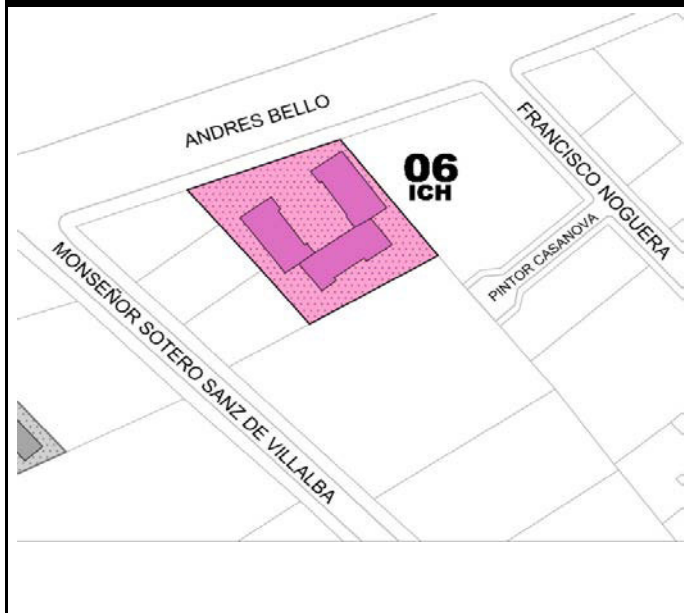 ANDRES BELLO
06
ICH
FRANCISCO NOGUERA
PINTOR CASANOVA
MONSEÑOR SOTERO SANZ DE VILLALBA